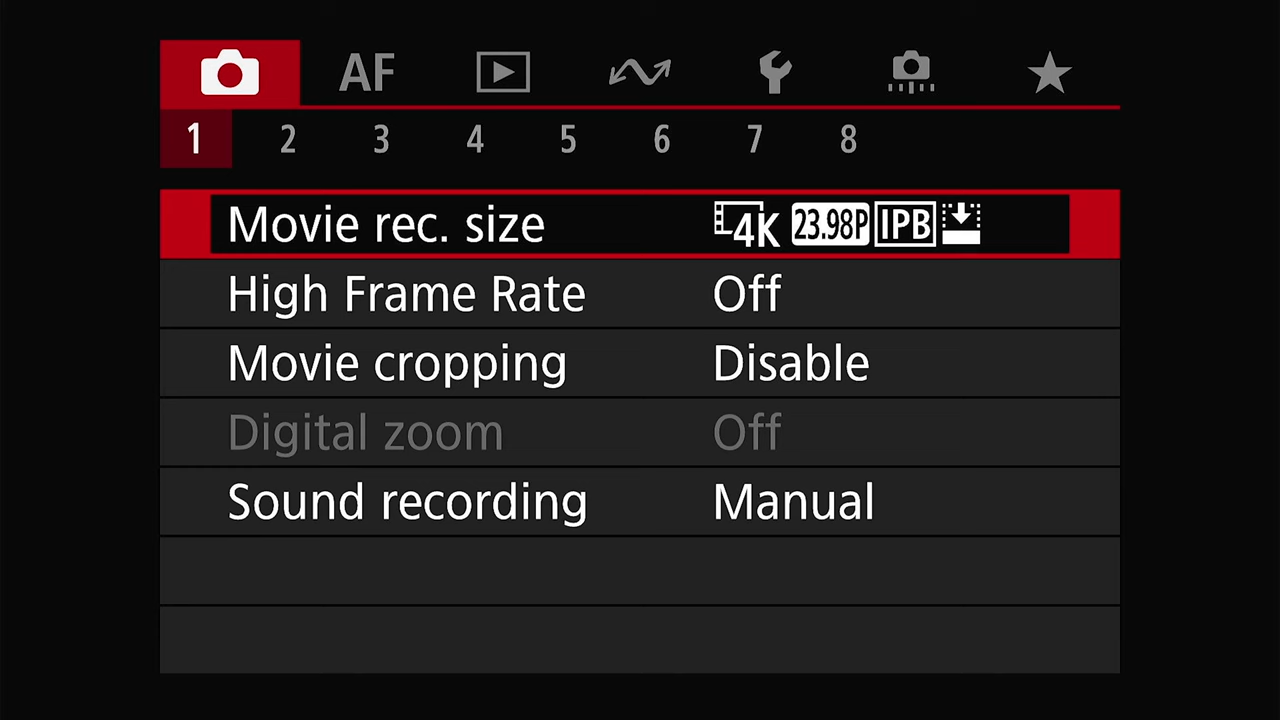 AF
1 2 3 4 5 6 7 8
Movie rec. size 4K 23.98P IPB
High Frame Rate Off
Movie cropping Disable
Digital zoom Off
Sound recording Manual